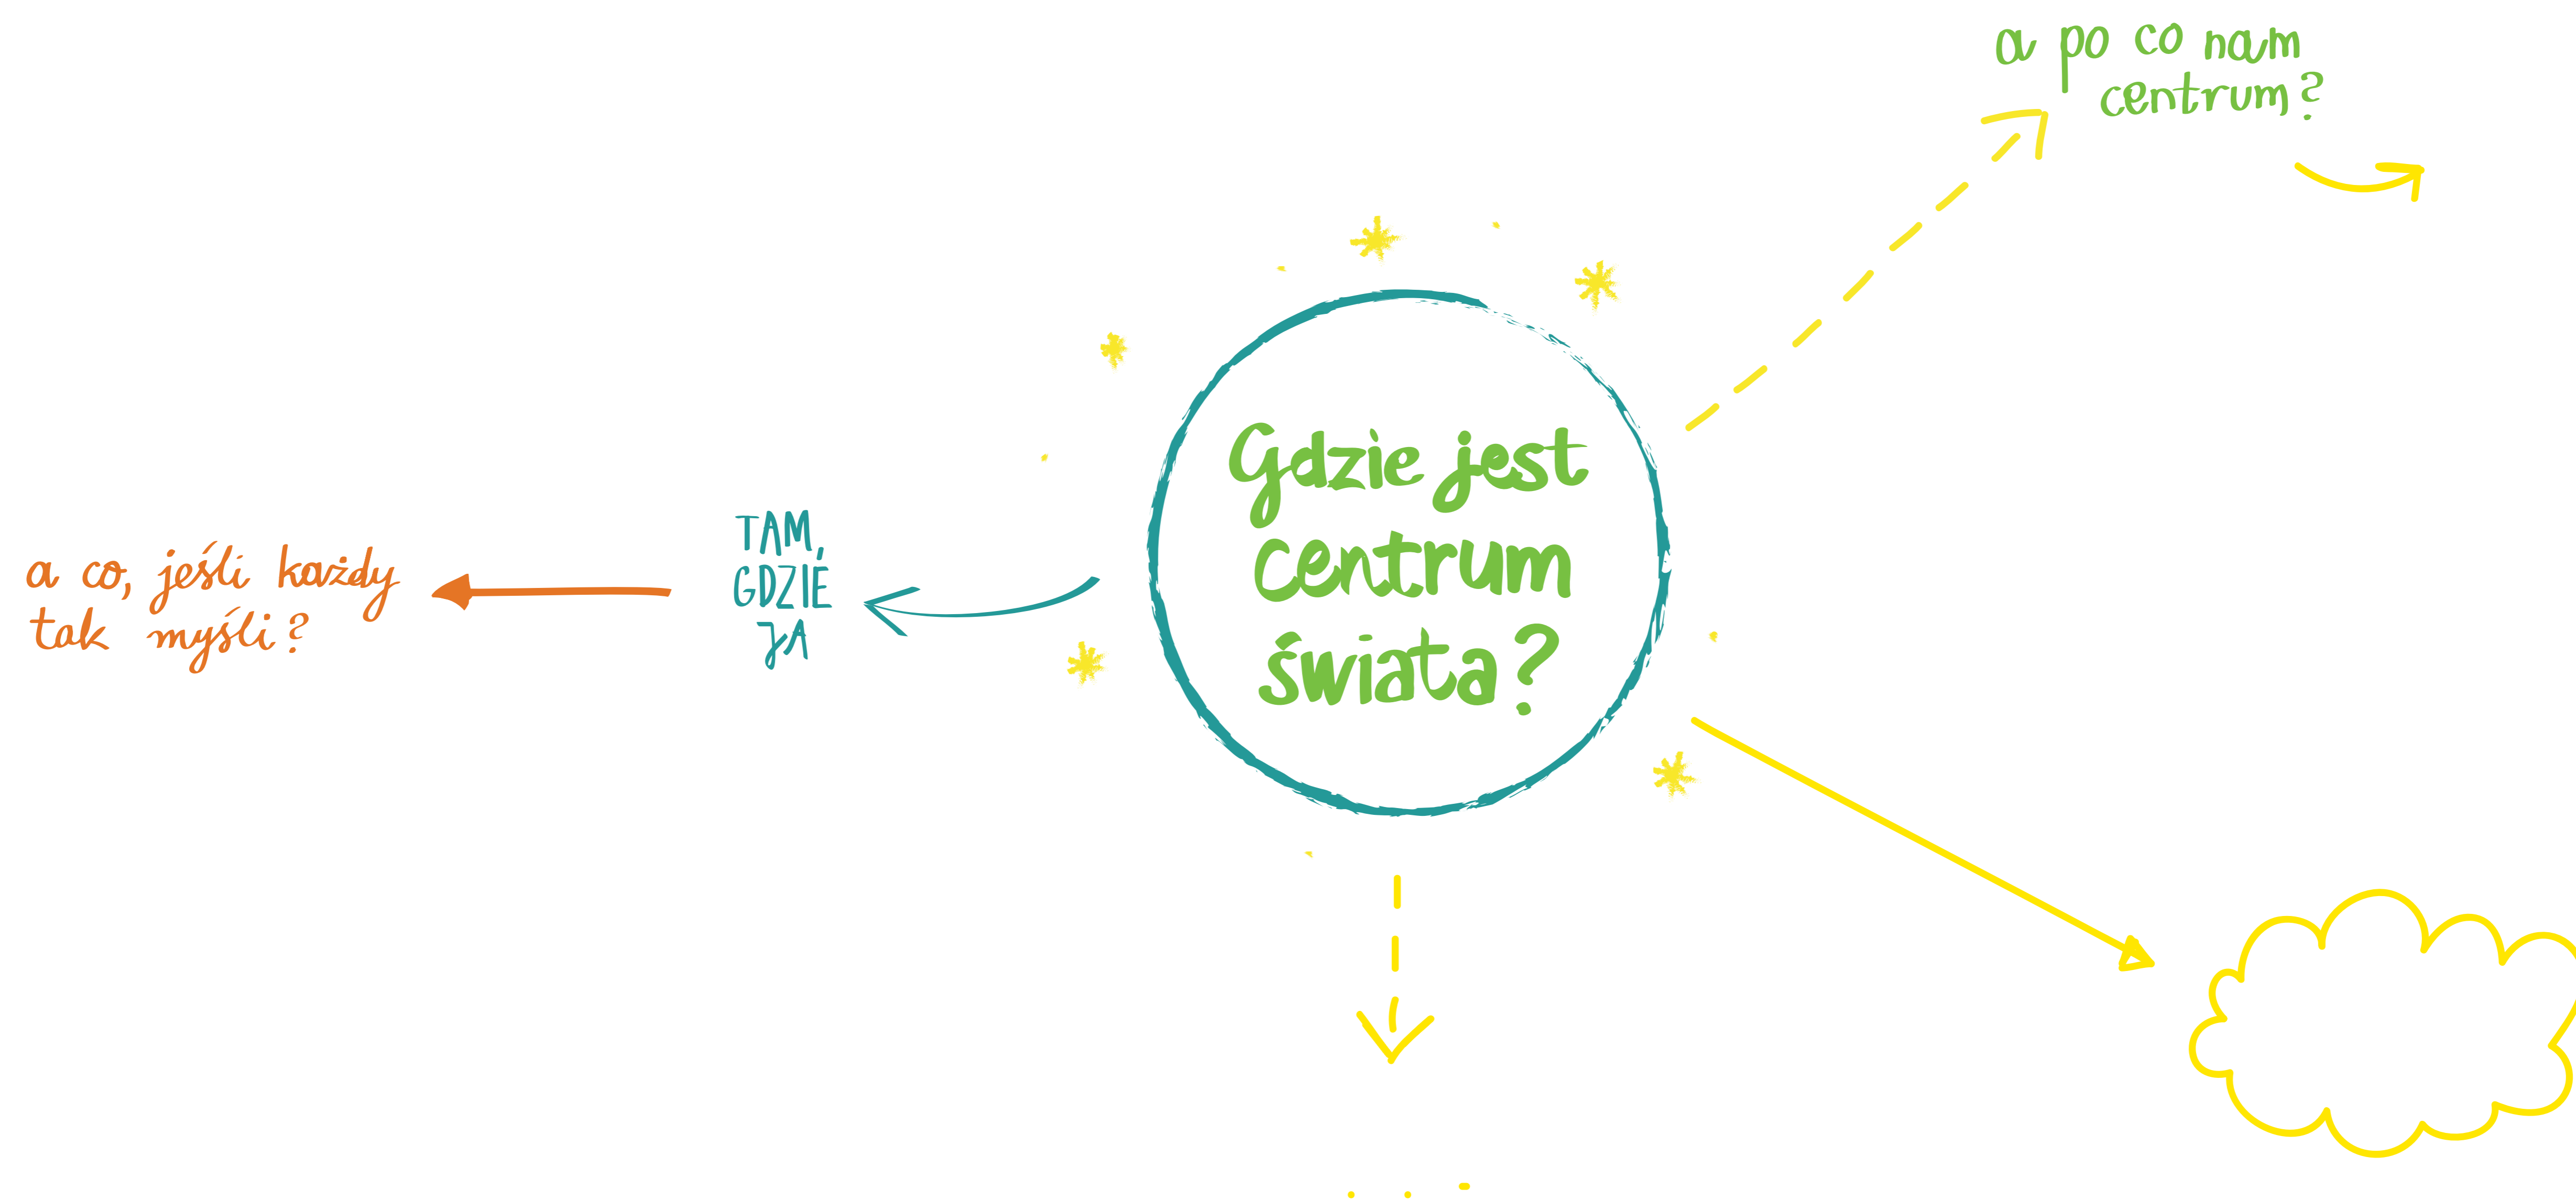 a po co nam
centrum?
Gdzie jest
centrum
świata?
TAM,
GDZIE
JA
a co, jeśli każdy
tak myśli?
...